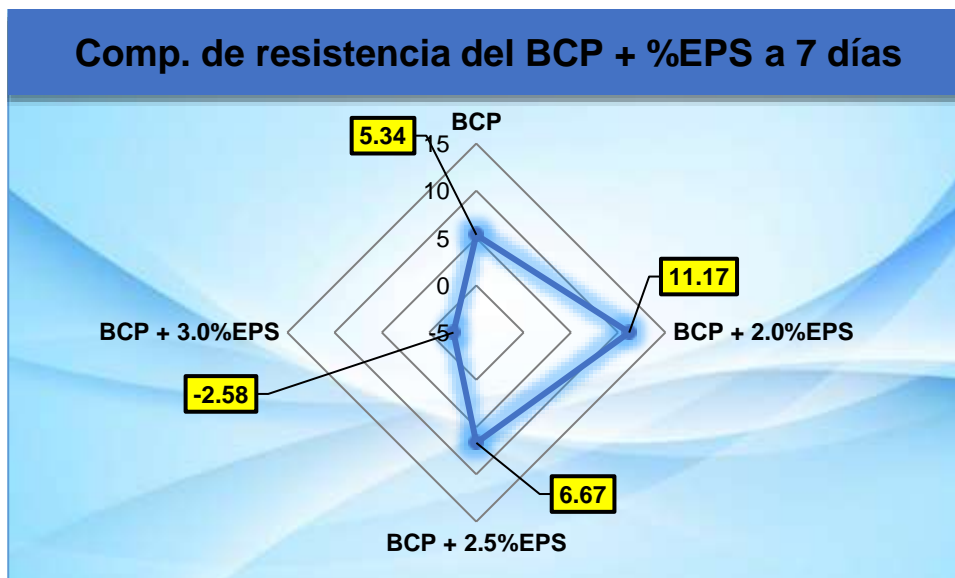 Comp. de resistencia del BCP + %EPS a 7 días
BCP
5.34
15
10
5
0
-5
11.17
BCP + 3.0%EPS
BCP + 2.0%EPS
-2.58
6.67
BCP + 2.5%EPS